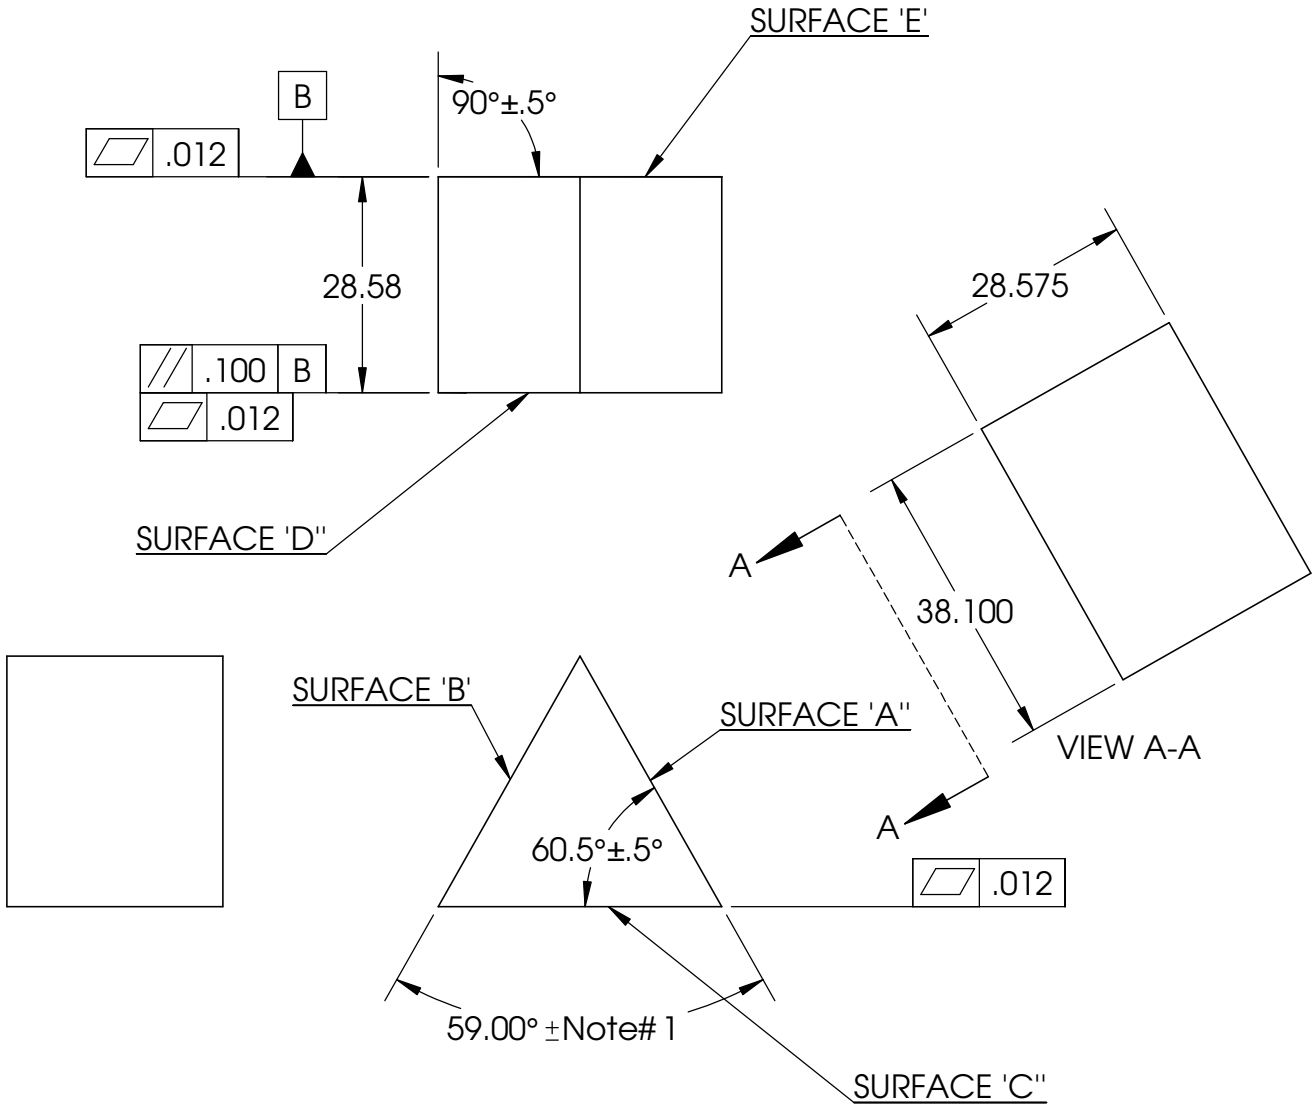 SURFACE 'E'
B
90°±.5°
.012
28.58
28.575
.100 B
.012
SURFACE 'D''
A
38.100
SURFACE 'B'
SURFACE 'A''
VIEW A-A
A
60.5°±.5°
.012
59.00° ±Note# 1
SURFACE 'C''